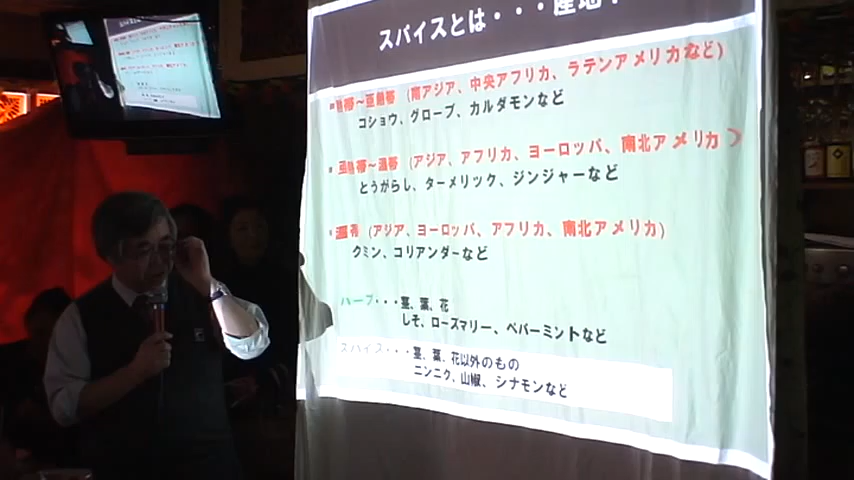 スパイスとは・・・産地！
▪熱帯～亜熱帯（南アジア、中央アフリカ、ラテンアメリカなど）
コショウ、グローブ、カルダモンなど
▪亜熱帯～温帯（アジア、アフリカ、ヨーロッパ、南北アメリカ）
とうがらし、ターメリック、ジンジャーなど
▪温帯（アジア、ヨーロッパ、アフリカ、南北アメリカ）
クミン、コリアンダーなど
ハーブ・・・茎、葉、花
しそ、ローズマリー、ペパーミントなど
スパイス・・・茎、葉、花以外のもの
ニンニク、山椒、シナモンなど